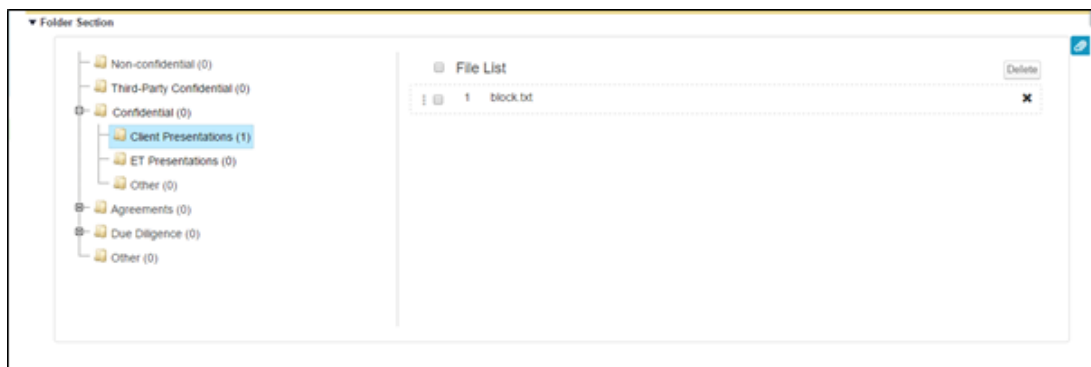 Folder Section
Non-confidential (0)
Third-Party Confidential (0)
Confidential (0)
Client Presentations (1)
ET Presentations (0)
Other (0)
Agreements (0)
Due Diligence (0)
Other (0)
File List
Delete
1 block.txt